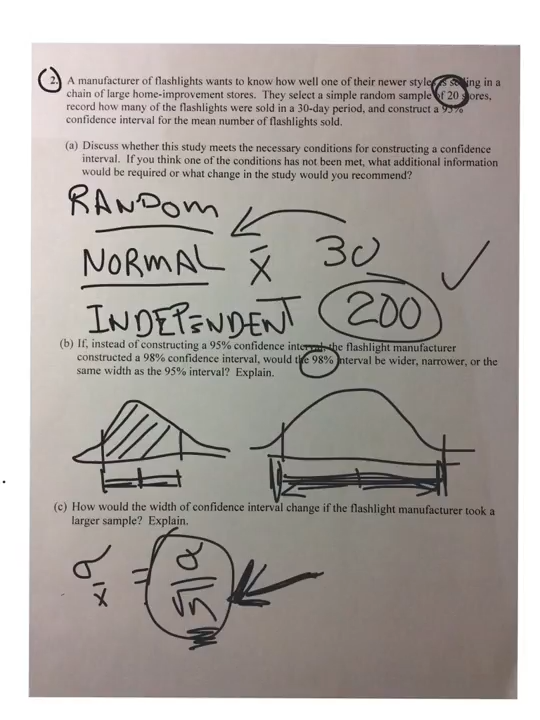 2. A manufacturer of flashlights wants to know how well one of their newer styles is selling in a
chain of large home-improvement stores. They select a simple random sample of 20 stores,
record how many of the flashlights were sold in a 30-day period, and construct a 95%
confidence interval for the mean number of flashlights sold.
(a) Discuss whether this study meets the necessary conditions for constructing a confidence
interval. If you think one of the conditions has not been met, what additional information
would be required or what change in the study would you recommend?
RANDOM
NORMAL x̄ 30
INDEPENDENT 200
(b) If, instead of constructing a 95% confidence interval, the flashlight manufacturer
constructed a 98% confidence interval, would the 98% interval be wider, narrower, or the
same width as the 95% interval? Explain.
(c) How would the width of confidence interval change if the flashlight manufacturer took a
larger sample? Explain.
σx̄ = σ/√n